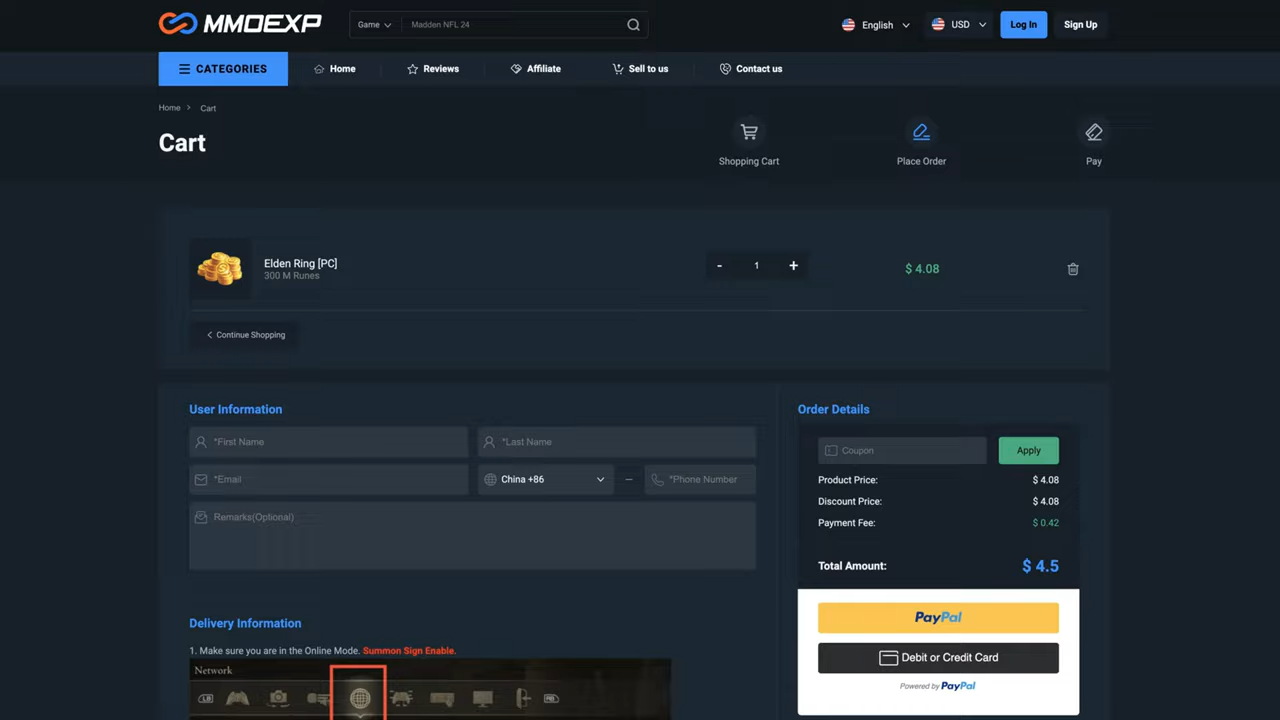 MMOEXP
Game
Madden NFL 24
English
USD
Log In
Sign Up
CATEGORIES
Home
Reviews
Affiliate
Sell to us
Contact us
Home > Cart
Cart
Shopping Cart
Place Order
Pay
Elden Ring [PC]
300 M Runes
- 1 +
$ 4.08
< Continue Shopping
User Information
*First Name
*Last Name
*Email
China +86
*Phone Number
Remarks(Optional)
Order Details
Coupon
Apply
Product Price: $ 4.08
Discount Price: $ 4.08
Payment Fee: $ 0.42
Total Amount: $ 4.5
PayPal
Debit or Credit Card
Powered by PayPal
Delivery Information
1. Make sure you are in the Online Mode. Summon Sign Enable.
Network